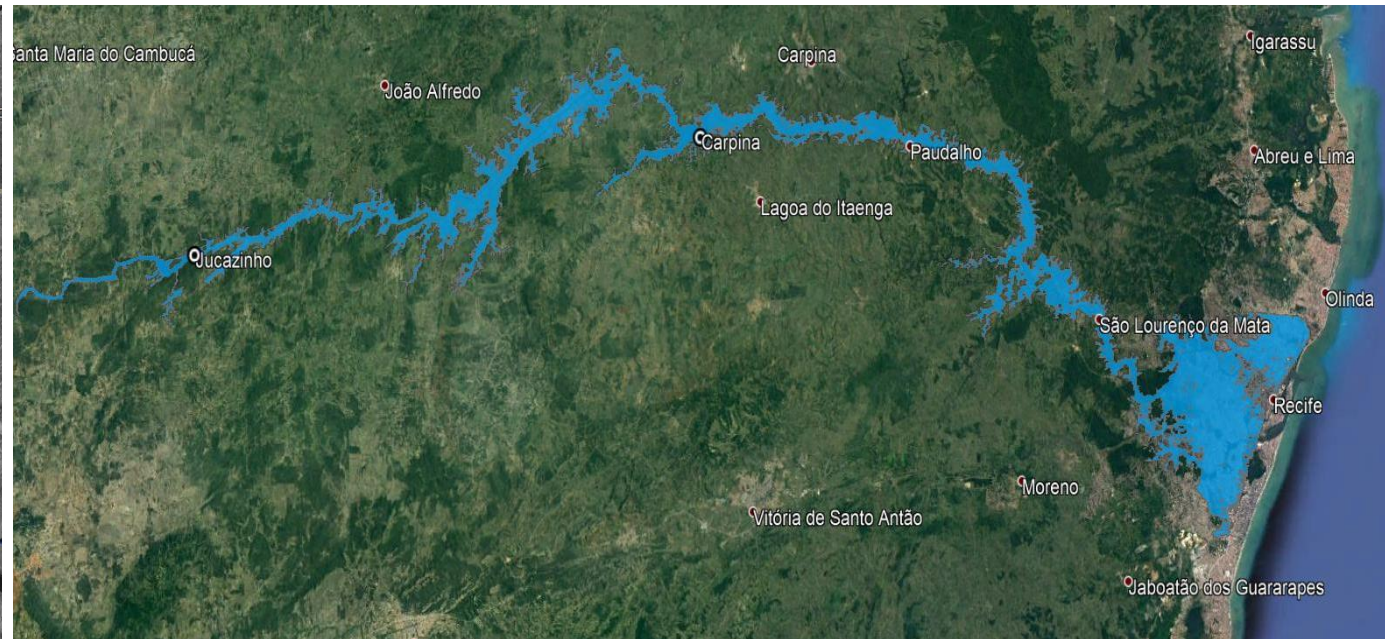 Igarassu
Santa Maria do Cambucá
Carpina
João Alfredo
Carpina
Paudalho
Abreu e Lima
Lagoa do Itaenga
Jucazinho
Olinda
São Lourenço da Mata
Recife
Moreno
Vitória de Santo Antão
Jaboatão dos Guararapes